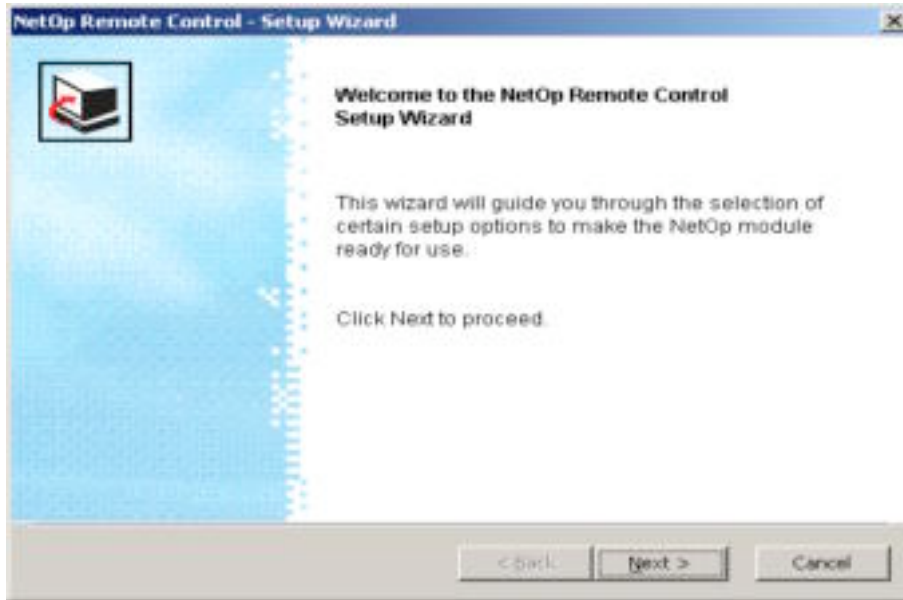 NetOp Remote Control - Setup Wizard
Welcome to the NetOp Remote Control
Setup Wizard
This wizard will guide you through the selection of
certain setup options to make the NetOp module
ready for use.
Click Next to proceed.
< Back
Next >
Cancel